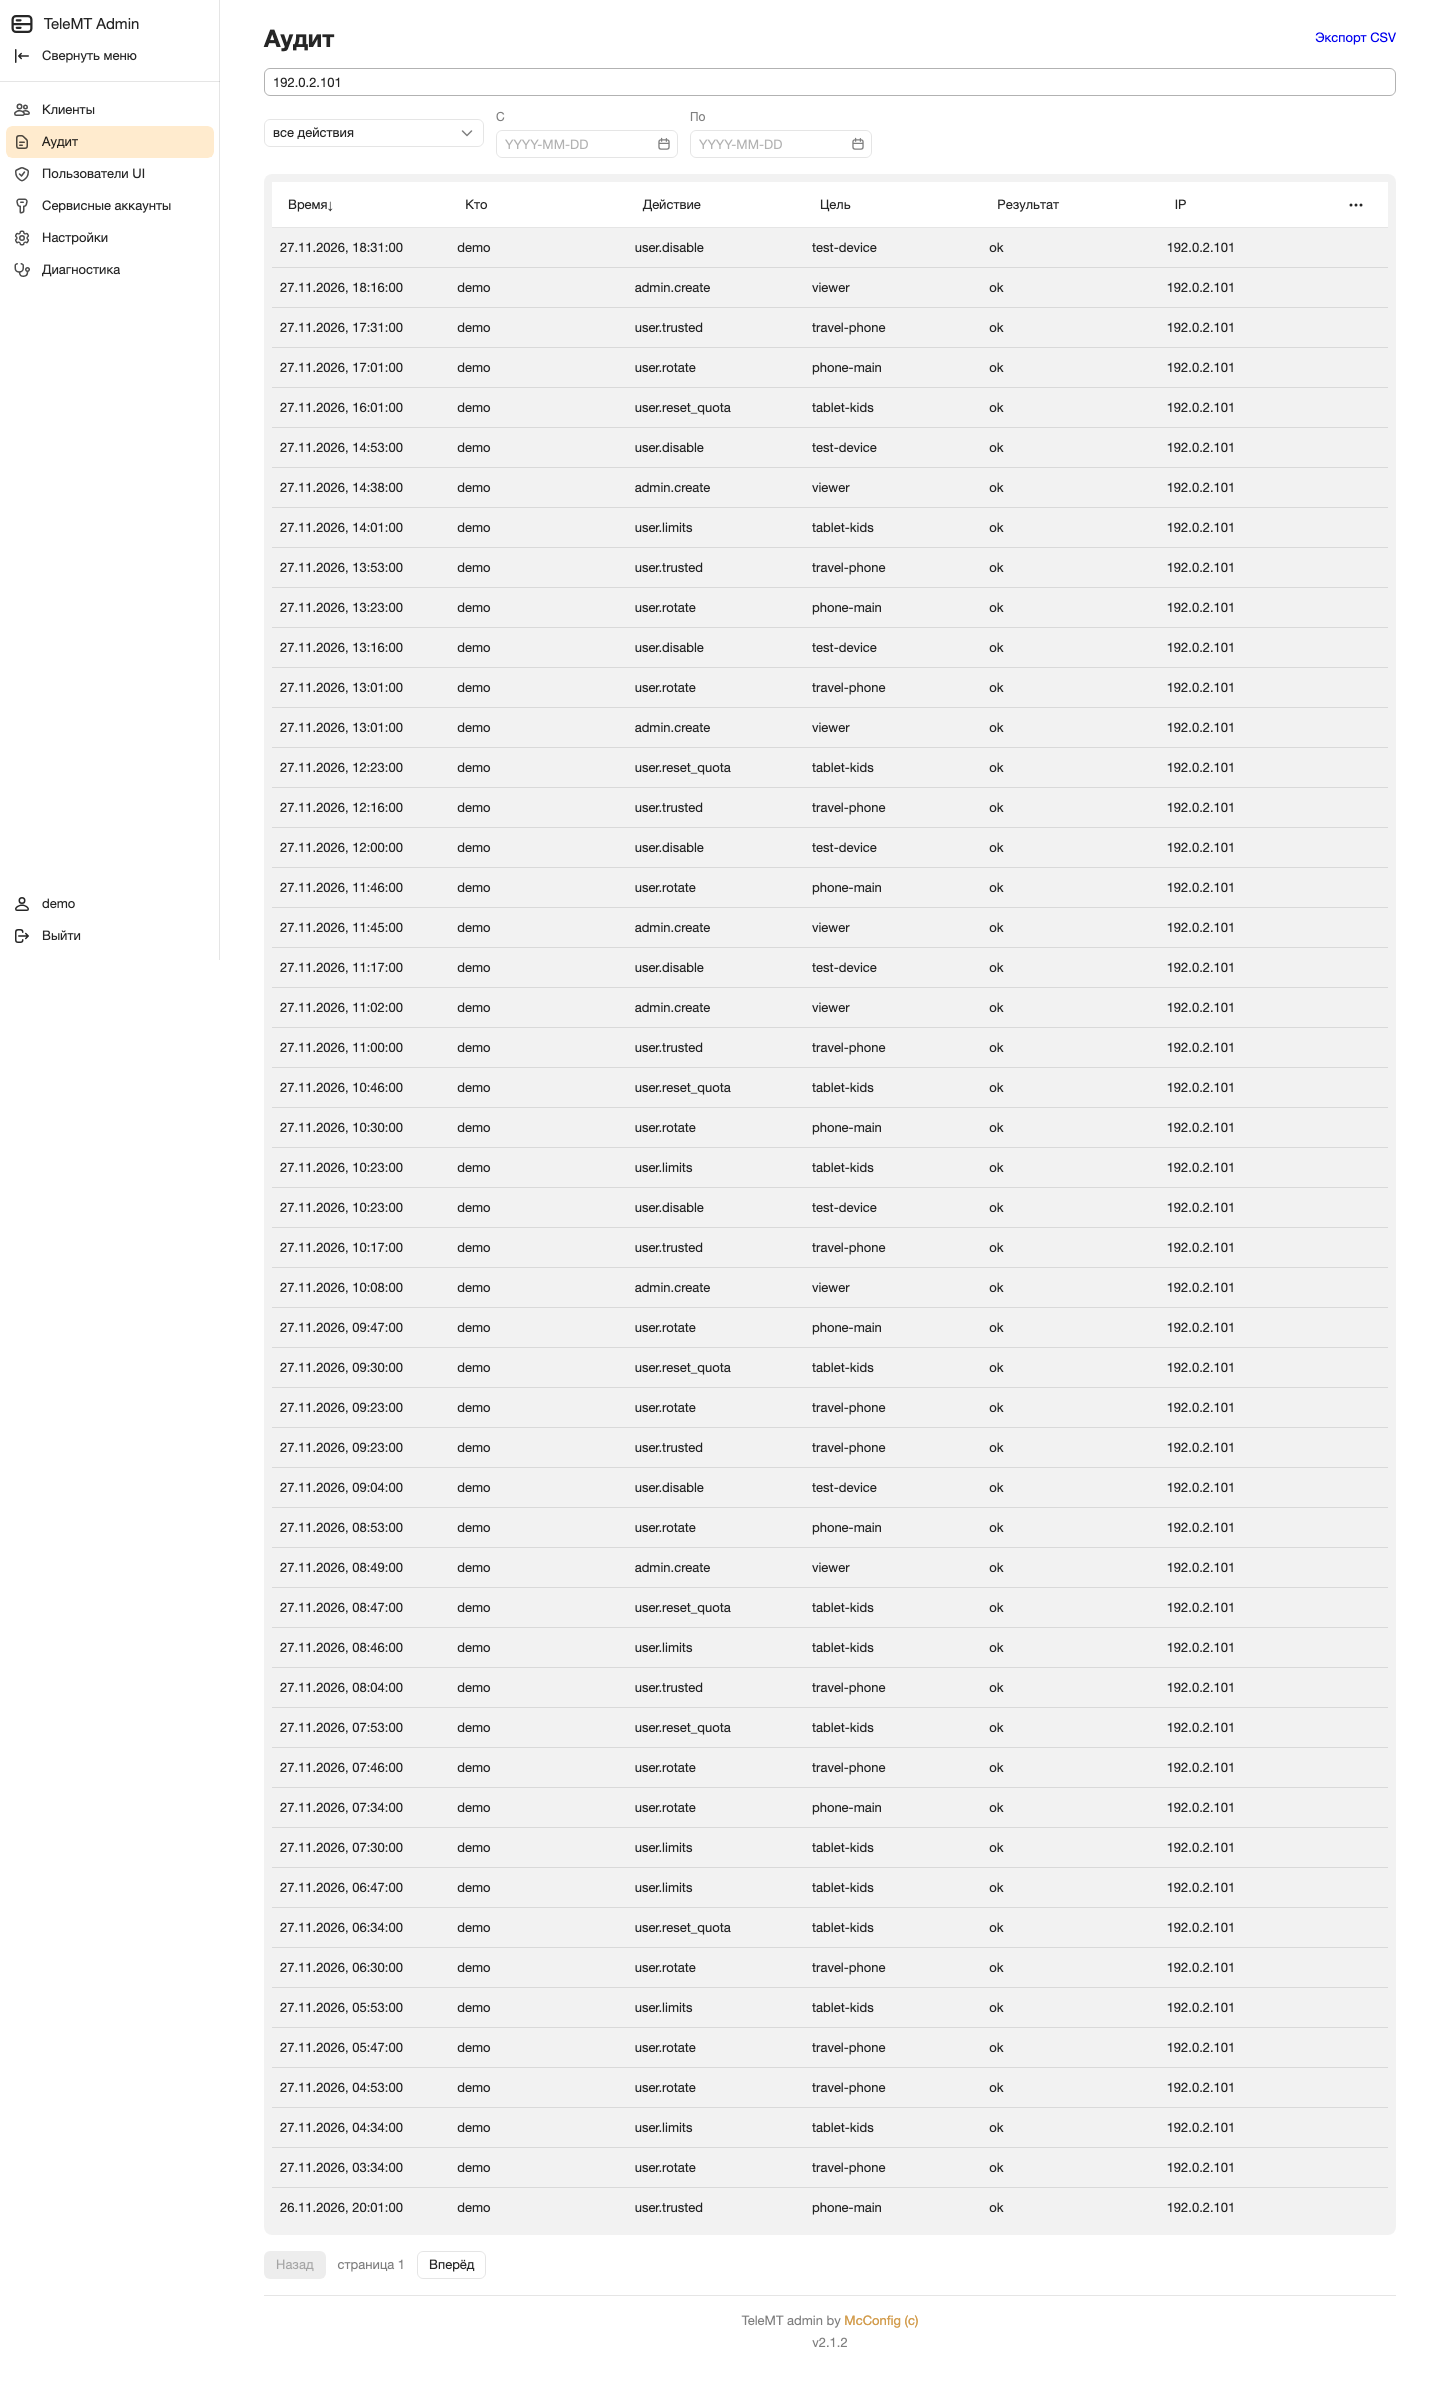 TeleMT Admin
Свернуть меню
Клиенты
Аудит
Пользователи UI
Сервисные аккаунты
Настройки
Диагностика
demo
Выйти
Аудит
Экспорт CSV
192.0.2.101
все действия
С
YYYY-MM-DD
По
YYYY-MM-DD
Время↓ Кто Действие Цель Результат IP
27.11.2026, 18:31:00 demo user.disable test-device ok 192.0.2.101
27.11.2026, 18:16:00 demo admin.create viewer ok 192.0.2.101
27.11.2026, 17:31:00 demo user.trusted travel-phone ok 192.0.2.101
27.11.2026, 17:01:00 demo user.rotate phone-main ok 192.0.2.101
27.11.2026, 16:01:00 demo user.reset_quota tablet-kids ok 192.0.2.101
27.11.2026, 14:53:00 demo user.disable test-device ok 192.0.2.101
27.11.2026, 14:38:00 demo admin.create viewer ok 192.0.2.101
27.11.2026, 14:01:00 demo user.limits tablet-kids ok 192.0.2.101
27.11.2026, 13:53:00 demo user.trusted travel-phone ok 192.0.2.101
27.11.2026, 13:23:00 demo user.rotate phone-main ok 192.0.2.101
27.11.2026, 13:16:00 demo user.disable test-device ok 192.0.2.101
27.11.2026, 13:01:00 demo user.rotate travel-phone ok 192.0.2.101
27.11.2026, 13:01:00 demo admin.create viewer ok 192.0.2.101
27.11.2026, 12:23:00 demo user.reset_quota tablet-kids ok 192.0.2.101
27.11.2026, 12:16:00 demo user.trusted travel-phone ok 192.0.2.101
27.11.2026, 12:00:00 demo user.disable test-device ok 192.0.2.101
27.11.2026, 11:46:00 demo user.rotate phone-main ok 192.0.2.101
27.11.2026, 11:45:00 demo admin.create viewer ok 192.0.2.101
27.11.2026, 11:17:00 demo user.disable test-device ok 192.0.2.101
27.11.2026, 11:02:00 demo admin.create viewer ok 192.0.2.101
27.11.2026, 11:00:00 demo user.trusted travel-phone ok 192.0.2.101
27.11.2026, 10:46:00 demo user.reset_quota tablet-kids ok 192.0.2.101
27.11.2026, 10:30:00 demo user.rotate phone-main ok 192.0.2.101
27.11.2026, 10:23:00 demo user.limits tablet-kids ok 192.0.2.101
27.11.2026, 10:23:00 demo user.disable test-device ok 192.0.2.101
27.11.2026, 10:17:00 demo user.trusted travel-phone ok 192.0.2.101
27.11.2026, 10:08:00 demo admin.create viewer ok 192.0.2.101
27.11.2026, 09:47:00 demo user.rotate phone-main ok 192.0.2.101
27.11.2026, 09:30:00 demo user.reset_quota tablet-kids ok 192.0.2.101
27.11.2026, 09:23:00 demo user.rotate travel-phone ok 192.0.2.101
27.11.2026, 09:23:00 demo user.trusted travel-phone ok 192.0.2.101
27.11.2026, 09:04:00 demo user.disable test-device ok 192.0.2.101
27.11.2026, 08:53:00 demo user.rotate phone-main ok 192.0.2.101
27.11.2026, 08:49:00 demo admin.create viewer ok 192.0.2.101
27.11.2026, 08:47:00 demo user.reset_quota tablet-kids ok 192.0.2.101
27.11.2026, 08:46:00 demo user.limits tablet-kids ok 192.0.2.101
27.11.2026, 08:04:00 demo user.trusted travel-phone ok 192.0.2.101
27.11.2026, 07:53:00 demo user.reset_quota tablet-kids ok 192.0.2.101
27.11.2026, 07:46:00 demo user.rotate travel-phone ok 192.0.2.101
27.11.2026, 07:34:00 demo user.rotate phone-main ok 192.0.2.101
27.11.2026, 07:30:00 demo user.limits tablet-kids ok 192.0.2.101
27.11.2026, 06:47:00 demo user.limits tablet-kids ok 192.0.2.101
27.11.2026, 06:34:00 demo user.reset_quota tablet-kids ok 192.0.2.101
27.11.2026, 06:30:00 demo user.rotate travel-phone ok 192.0.2.101
27.11.2026, 05:53:00 demo user.limits tablet-kids ok 192.0.2.101
27.11.2026, 05:47:00 demo user.rotate travel-phone ok 192.0.2.101
27.11.2026, 04:53:00 demo user.rotate travel-phone ok 192.0.2.101
27.11.2026, 04:34:00 demo user.limits tablet-kids ok 192.0.2.101
27.11.2026, 03:34:00 demo user.rotate travel-phone ok 192.0.2.101
26.11.2026, 20:01:00 demo user.trusted phone-main ok 192.0.2.101
Назад страница 1 Вперёд
TeleMT admin by McConfig (c)
v2.1.2